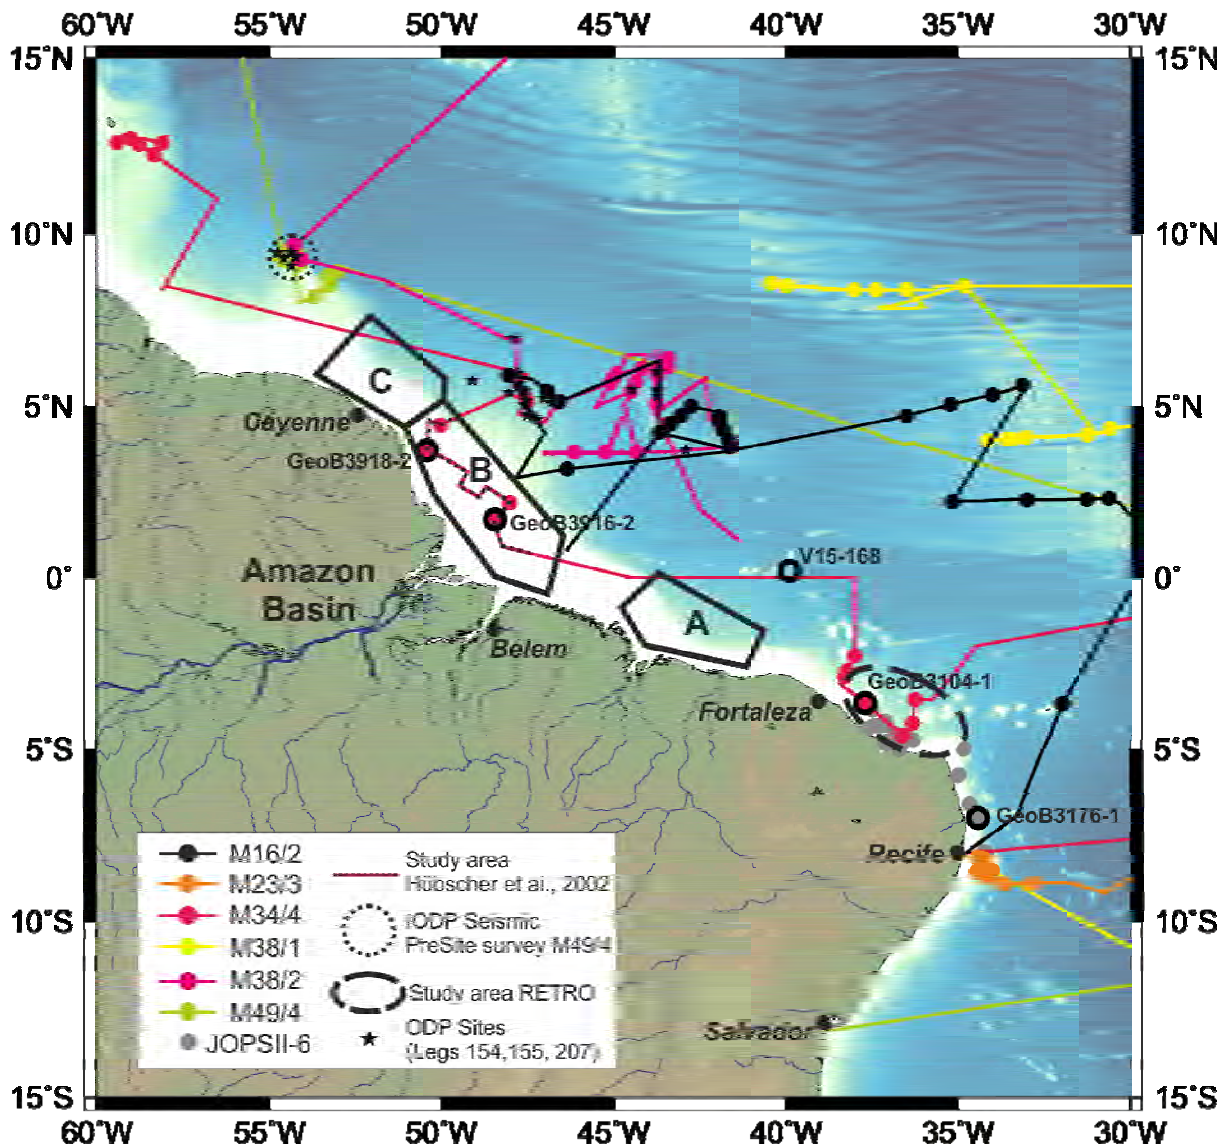 60°W 55°W 50°W 45°W 40°W 35°W 30°W
15°N 15°N
10°N 10°N
5°N 5°N
0° 0°
5°S 5°S
10°S 10°S
15°S 15°S
C
Cayenne
GeoB3918-2
B
GeoB3916-2
V15-168
Amazon
Basin
A
Belem
GeoB3104-1
Fortaleza
GeoB3176-1
Recife
Salvador
M16/2
M23/3
M34/4
M38/1
M38/2
M49/4
JOPSII-6
Study area
Hübscher et al., 2002
IODP Seismic
PreSite survey M49/4
Study area RETRO
ODP Sites
(Legs 154,155, 207)
60°W 55°W 50°W 45°W 40°W 35°W 30°W